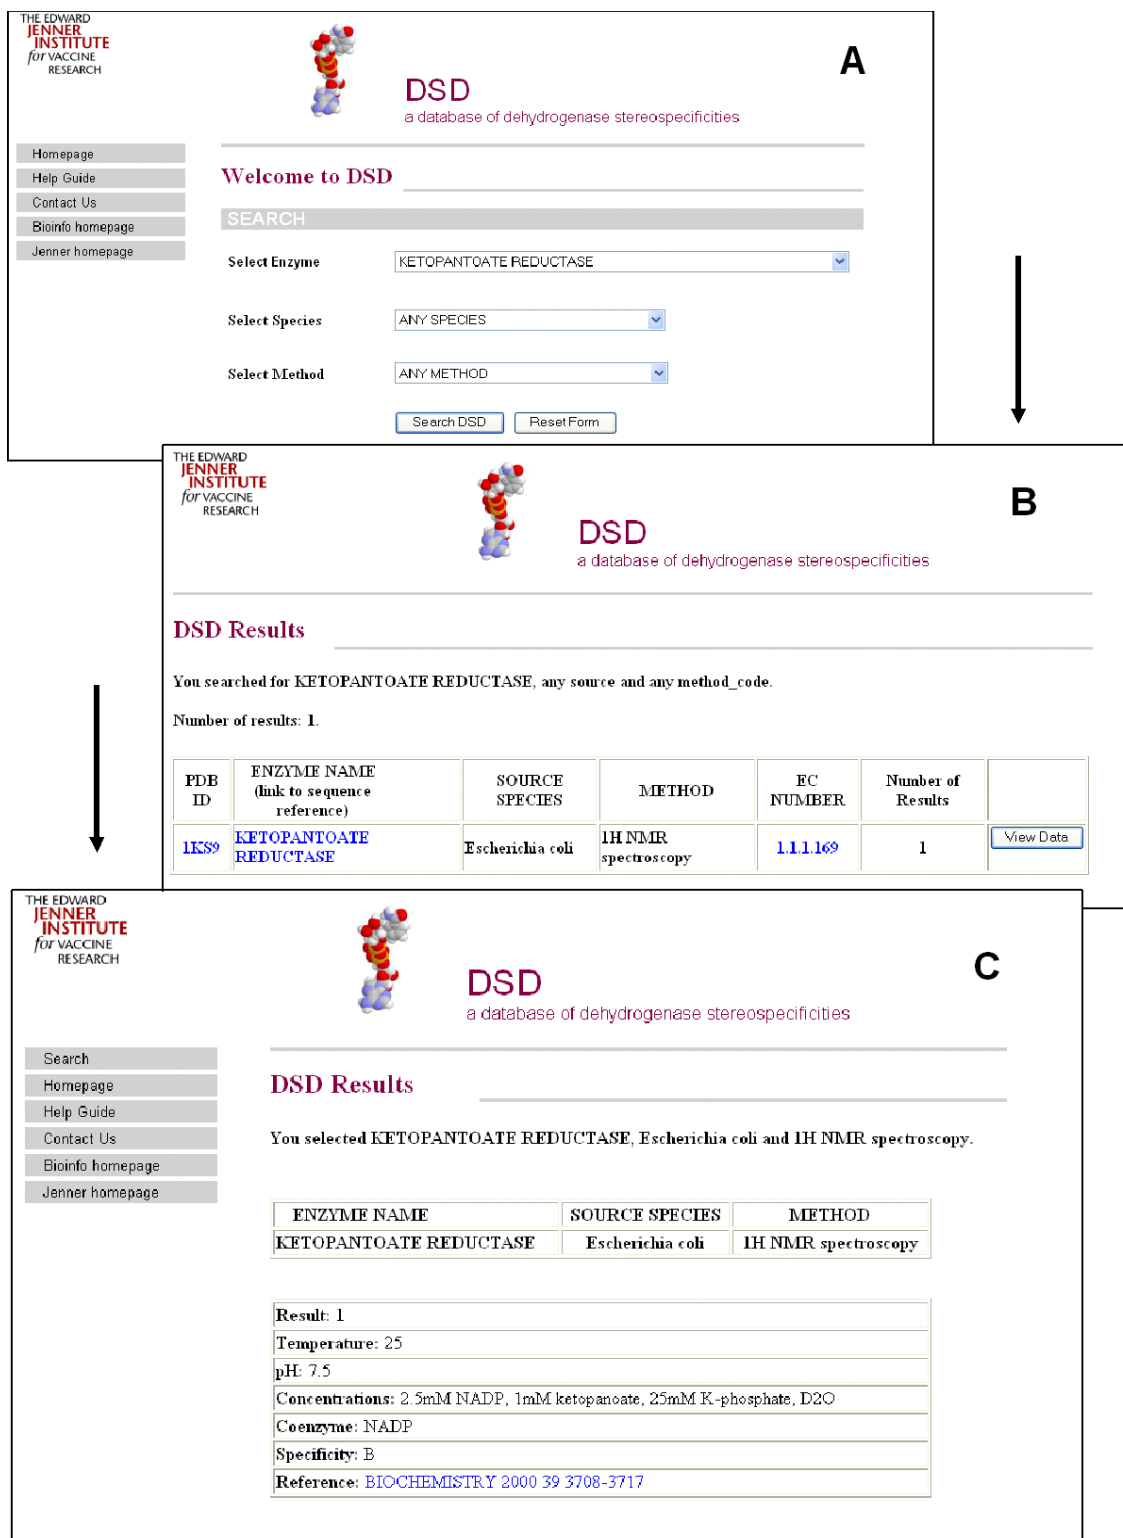 THE EDWARD
JENNER
INSTITUTE
for VACCINE
RESEARCH
A
DSD
a database of dehydrogenase stereospecificities
Homepage
Help Guide
Contact Us
Bioinfo homepage
Jenner homepage
Welcome to DSD
SEARCH
Select Enzyme KETOPANTOATE REDUCTASE
Select Species ANY SPECIES
Select Method ANY METHOD
Search DSD Reset Form
THE EDWARD
JENNER
INSTITUTE
for VACCINE
RESEARCH
B
DSD
a database of dehydrogenase stereospecificities
DSD Results
You searched for KETOPANTOATE REDUCTASE, any source and any method_code.
Number of results: 1.
PDB ID ENZYME NAME (link to sequence reference) SOURCE SPECIES METHOD EC NUMBER Number of Results
1KS9 KETOPANTOATE REDUCTASE Escherichia coli 1H NMR spectroscopy 1.1.1.169 1 View Data
THE EDWARD
JENNER
INSTITUTE
for VACCINE
RESEARCH
C
DSD
a database of dehydrogenase stereospecificities
Search
Homepage
Help Guide
Contact Us
Bioinfo homepage
Jenner homepage
DSD Results
You selected KETOPANTOATE REDUCTASE, Escherichia coli and 1H NMR spectroscopy.
ENZYME NAME SOURCE SPECIES METHOD
KETOPANTOATE REDUCTASE Escherichia coli 1H NMR spectroscopy
Result: 1
Temperature: 25
pH: 7.5
Concentrations: 2.5mM NADP, 1mM ketopanoate, 25mM K-phosphate, D2O
Coenzyme: NADP
Specificity: B
Reference: BIOCHEMISTRY 2000 39 3708-3717